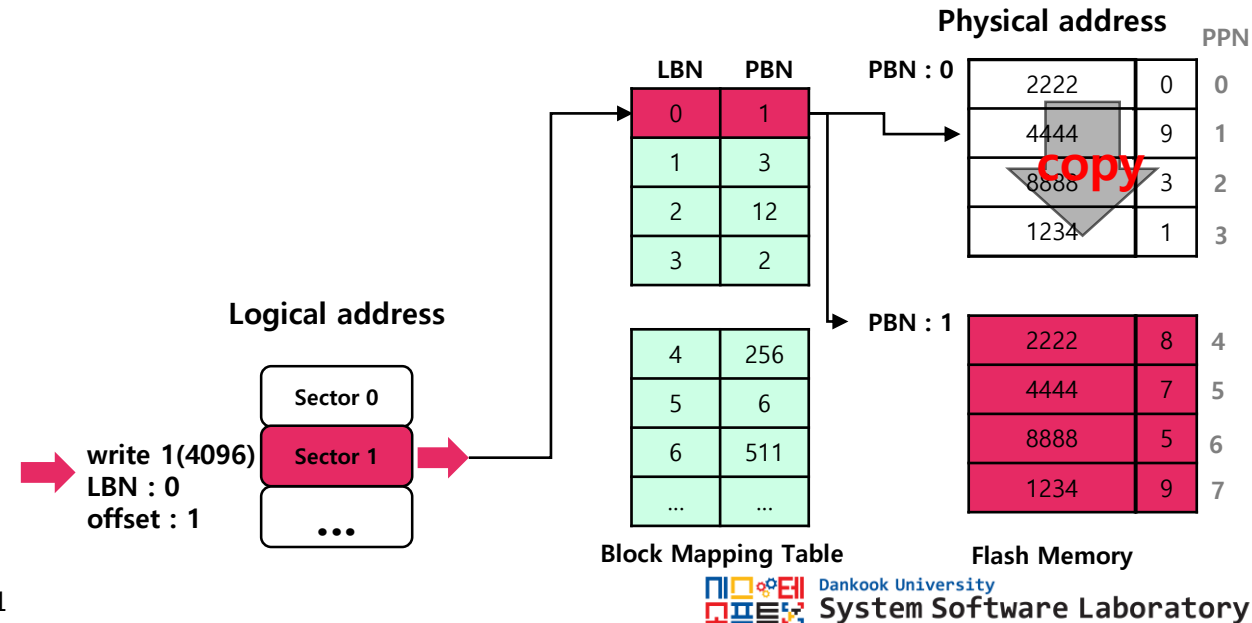 Physical address
PPN
LBN PBN
PBN : 0
0 1
1 3
2 12
3 2
2222 0 0
4444 9 1
8888 3 2
1234 1 3
copy
Logical address
Sector 0
Sector 1
...
write 1(4096)
LBN : 0
offset : 1
4 256
5 6
6 511
... ...
Block Mapping Table
PBN : 1
2222 8 4
4444 7 5
8888 5 6
1234 9 7
Flash Memory
1
Dankook University
System Software Laboratory